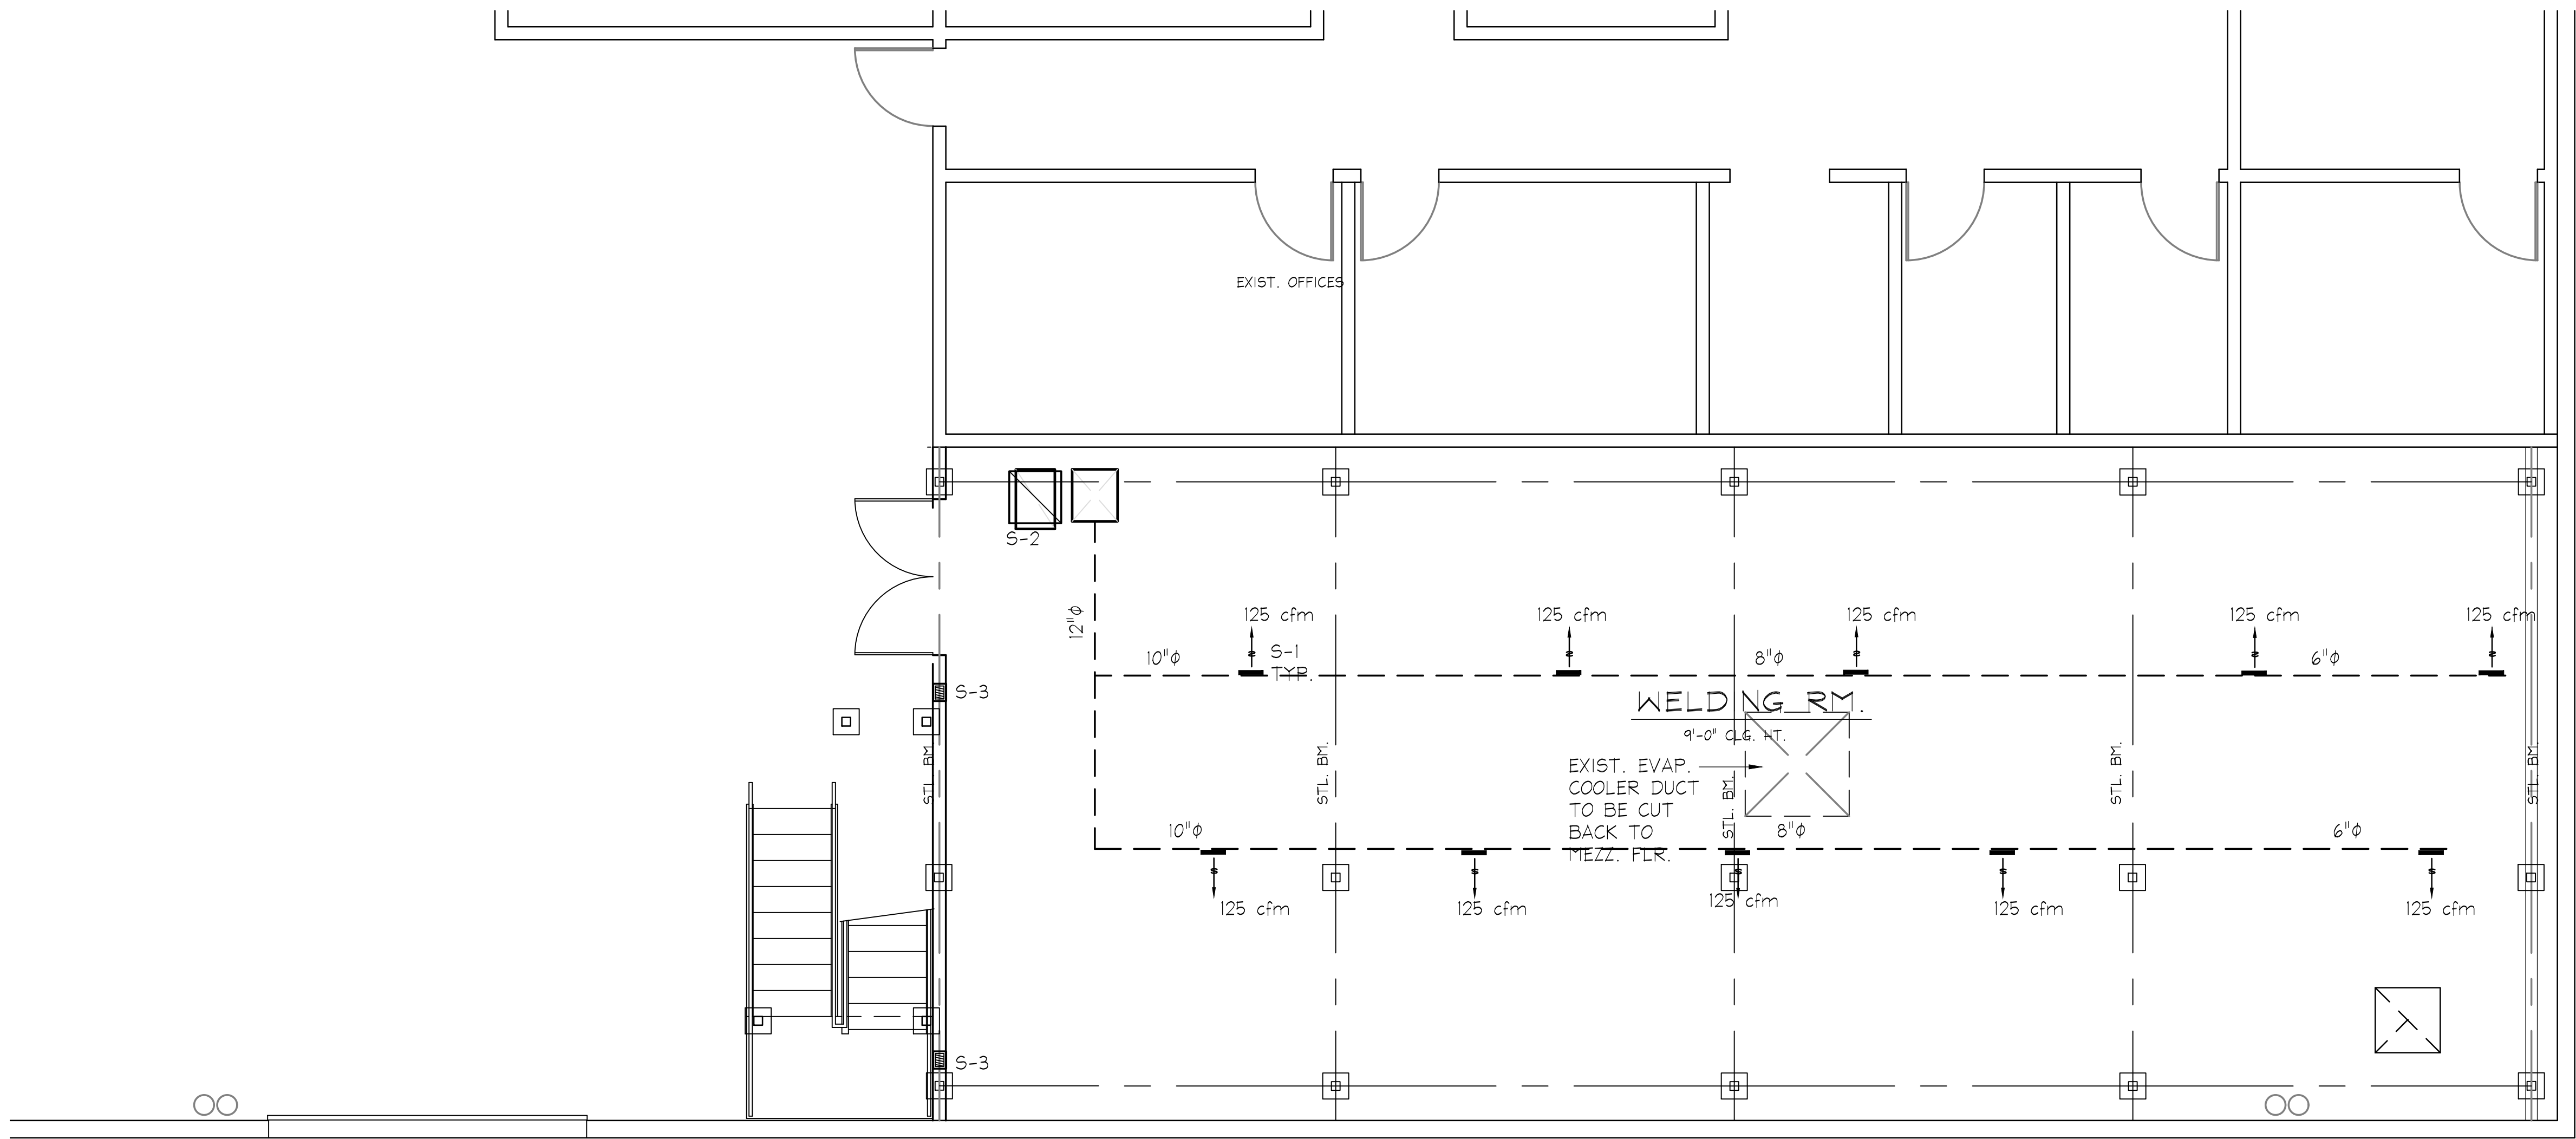 EXIST. OFFICES
S-2
12"ϕ
125 cfm
125 cfm
125 cfm
125 cfm
125 cfm
10"ϕ
S-1
TYP.
8"ϕ
6"ϕ
S-3
WELDING RM.
9'-0" CLG. HT.
STL. BM.
STL. BM.
STL. BM.
STL. BM.
STL. BM.
EXIST. EVAP.
COOLER DUCT
TO BE CUT
BACK TO
MEZZ. FLR.
10"ϕ
8"ϕ
6"ϕ
125 cfm
125 cfm
125 cfm
125 cfm
125 cfm
S-3